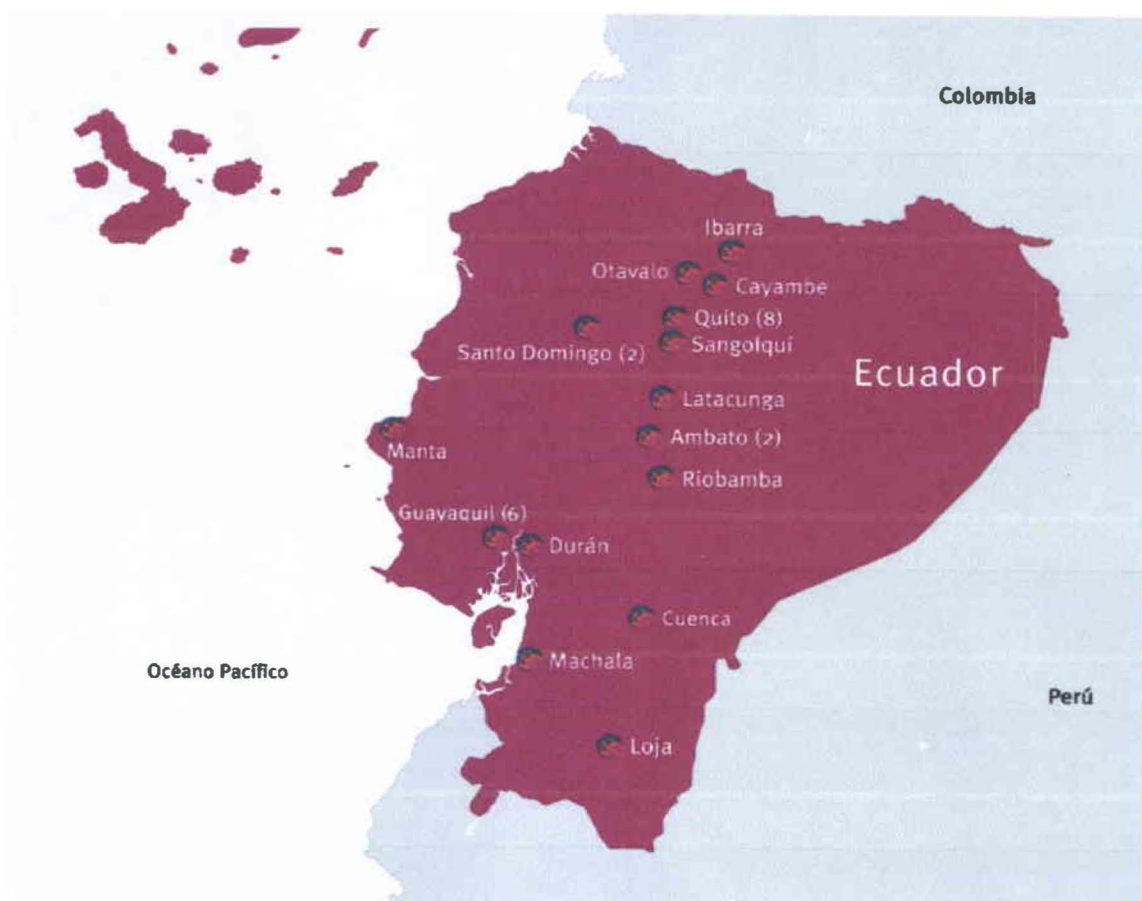 Colombia
Ibarra
Otavalo
Cayambe
Quito (8)
Santo Domingo (2)
Sangolquí
Ecuador
Latacunga
Manta
Ambato (2)
Riobamba
Guayaquil (6)
Durán
Cuenca
Océano Pacífico
Machala
Perú
Loja